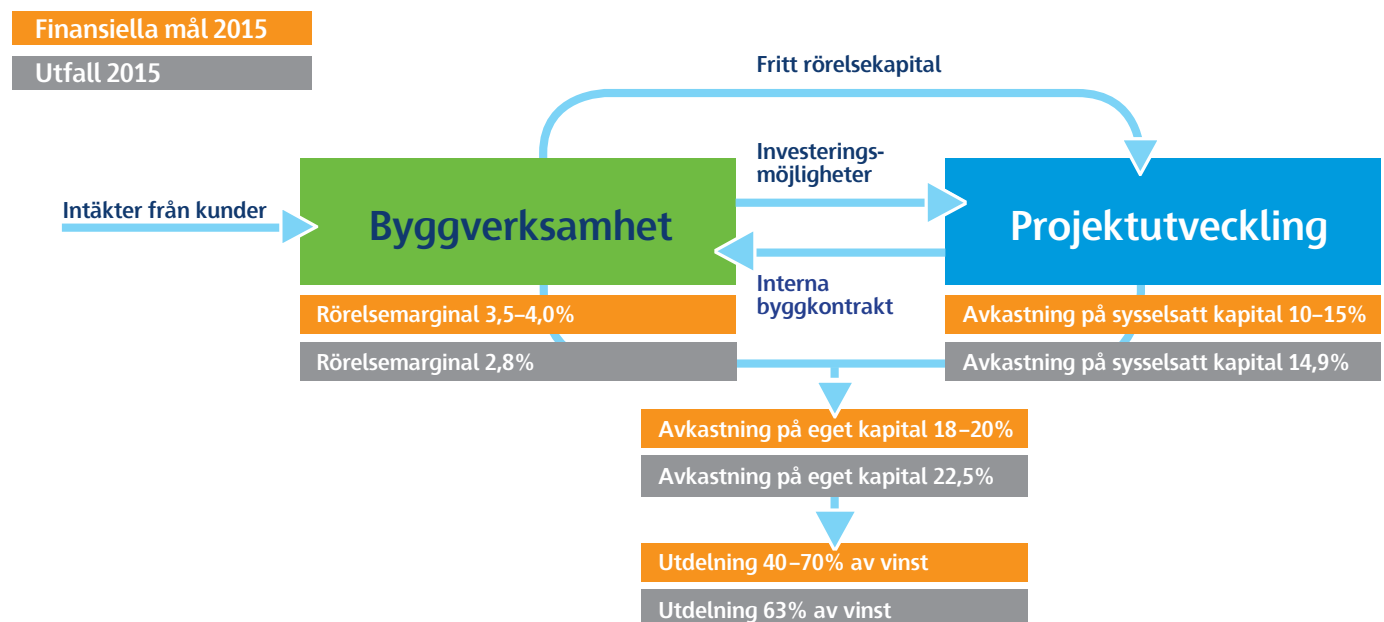 Finansiella mål 2015
Utfall 2015
Fritt rörelsekapital
Intäkter från kunder
Byggverksamhet
Investerings-
möjligheter
Projektutveckling
Interna
byggkontrakt
Rörelsemarginal 3,5–4,0%
Rörelsemarginal 2,8%
Avkastning på sysselsatt kapital 10–15%
Avkastning på sysselsatt kapital 14,9%
Avkastning på eget kapital 18–20%
Avkastning på eget kapital 22,5%
Utdelning 40–70% av vinst
Utdelning 63% av vinst